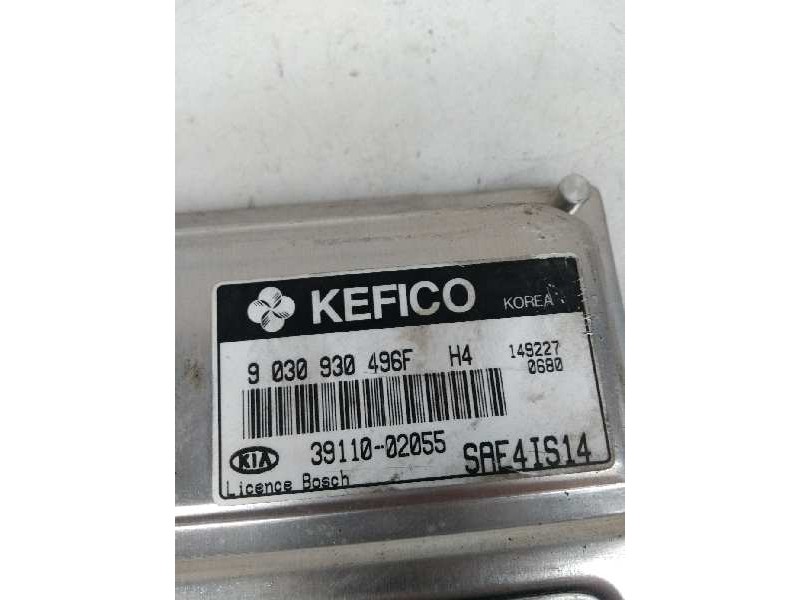 KEFICO KOREA
9 030 930 496F H4 149227
0680
KIA 39110-02055 SAE4IS14
Licence Bosch